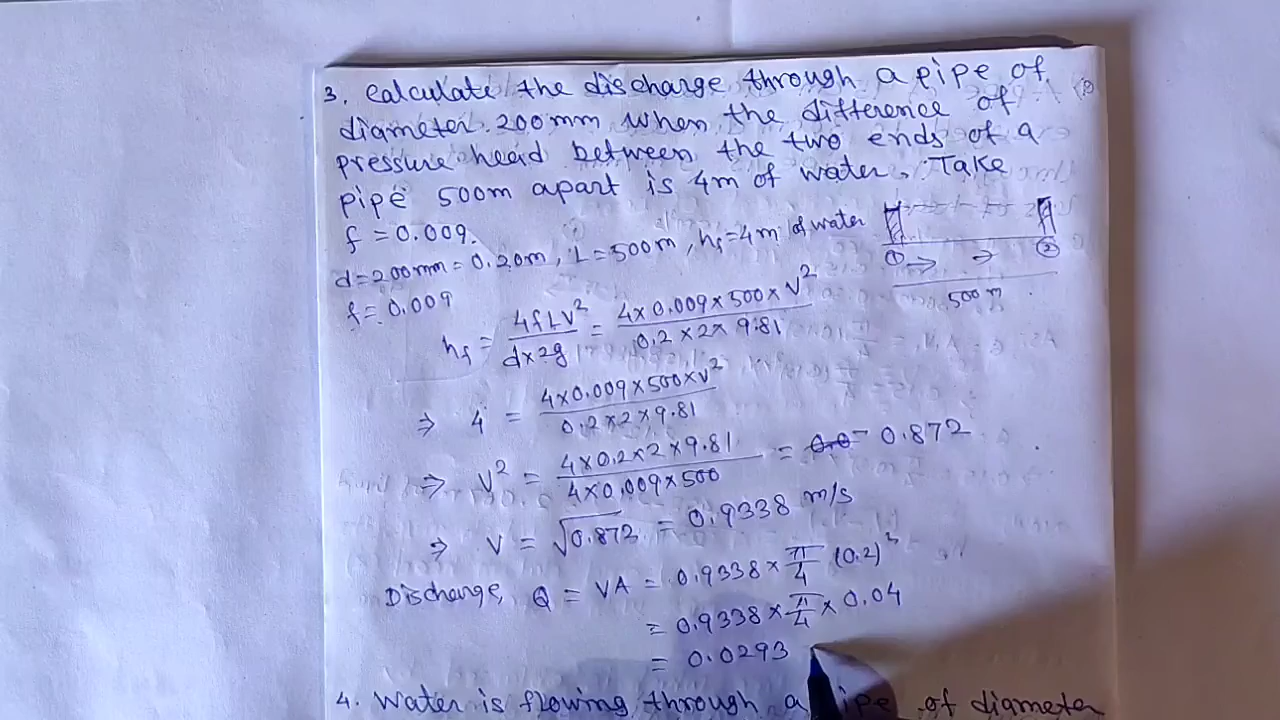 3. Calculate the discharge through a pipe of
diameter 200mm when the difference of
pressure head between the two ends of a
pipe 500m apart is 4m of water. Take
f = 0.009.
d = 200mm = 0.20m, L = 500m, hf = 4m of water
f = 0.009
① → → ②
500 m
hf = 4fLV² / d×2g = 4×0.009×500×V² / 0.2×2×9.81
⇒ 4 = 4×0.009×500×V² / 0.2×2×9.81
⇒ V² = 4×0.2×2×9.81 / 4×0.009×500 = 0.872
⇒ V = √0.872 = 0.9338 m/s
Discharge, Q = VA = 0.9338 × π/4 (0.2)²
= 0.9338 × π/4 × 0.04
= 0.0293
4. Water is flowing through a pipe of diameter